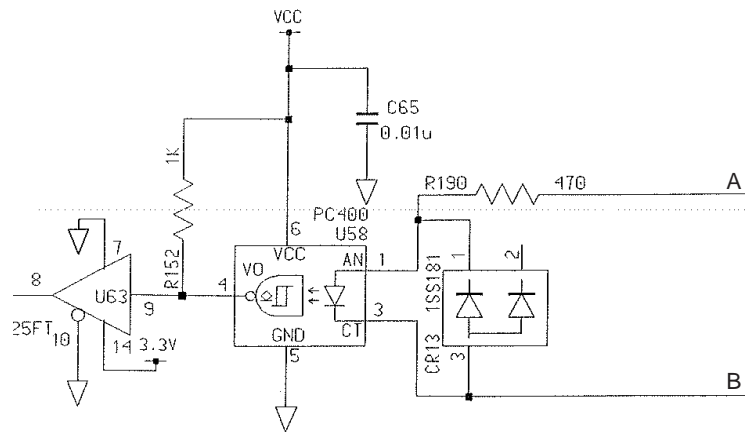 VCC
C65
0.01u
1K
R190
470
A
PC400
U58
6
VCC
7
8
U63
9
R152
4
VO
AN
1
1
2
1SS181
3
CT
GND
5
25FT
10
14
3.3V
CR13
3
B